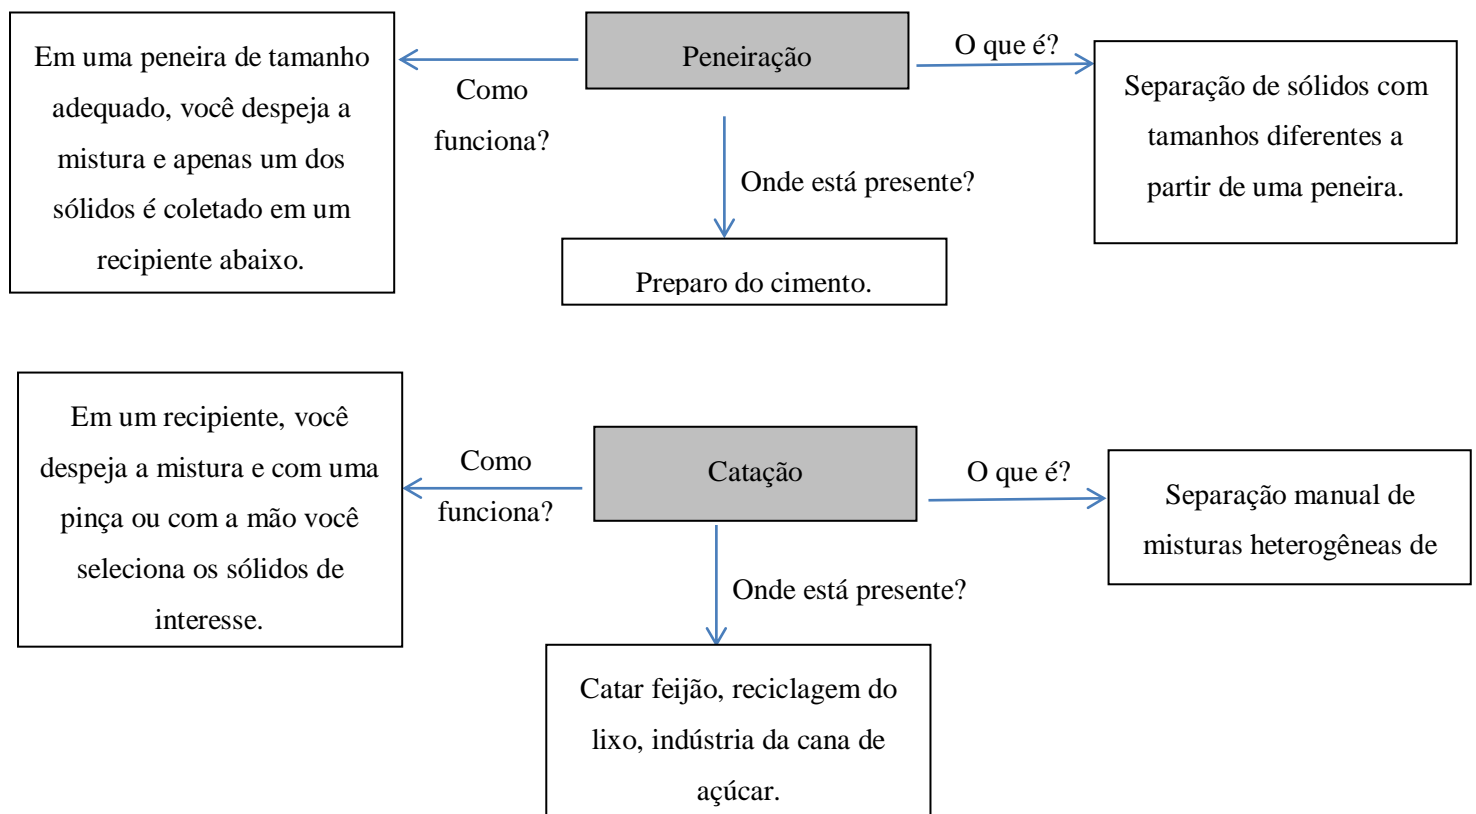 Peneiração
O que é?
Separação de sólidos com
tamanhos diferentes a
partir de uma peneira.
Como
funciona?
Em uma peneira de tamanho
adequado, você despeja a
mistura e apenas um dos
sólidos é coletado em um
recipiente abaixo.
Onde está presente?
Preparo do cimento.
Catação
O que é?
Separação manual de
misturas heterogêneas de
Como
funciona?
Em um recipiente, você
despeja a mistura e com uma
pinça ou com a mão você
seleciona os sólidos de
interesse.
Onde está presente?
Catar feijão, reciclagem do
lixo, indústria da cana de
açúcar.